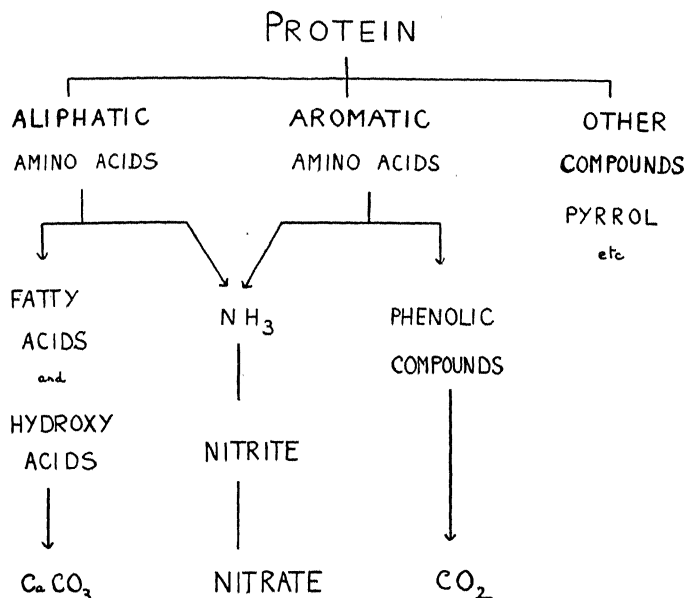 PROTEIN
ALIPHATIC
AMINO ACIDS
AROMATIC
AMINO ACIDS
OTHER
COMPOUNDS
PYRROL
etc
FATTY
ACIDS
and
HYDROXY
ACIDS
CaCO₃
NH₃
NITRITE
NITRATE
PHENOLIC
COMPOUNDS
CO₂